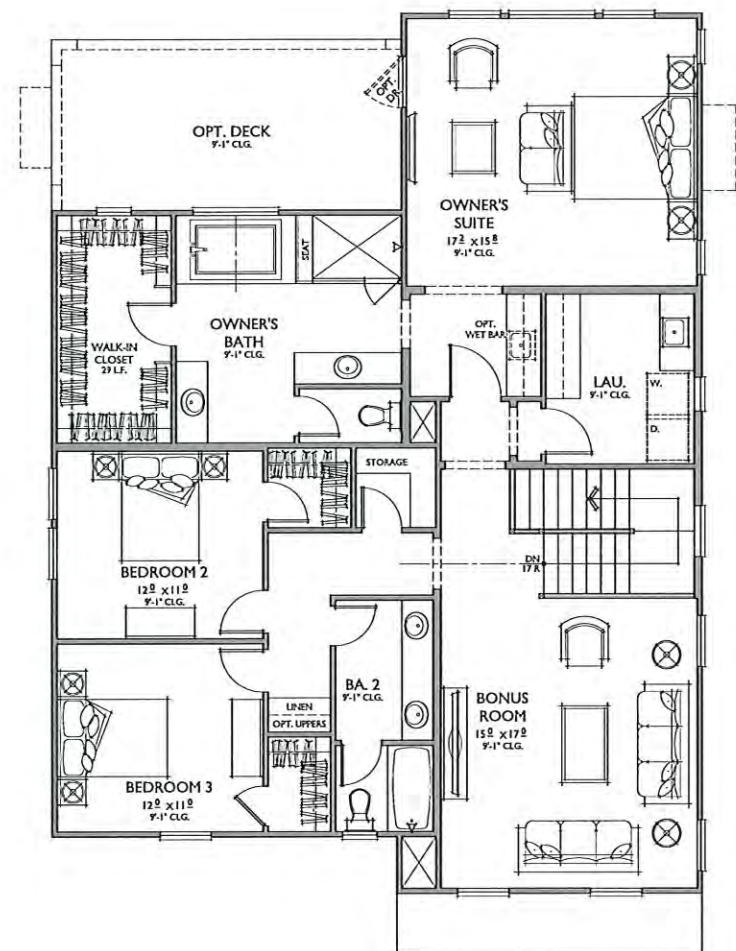 OPT. DECK
9'-1" CLG.
OPT. DR.
OWNER'S
SUITE
17² x15⁸
9'-1" CLG.
SEAT
OWNER'S
BATH
9'-1" CLG.
WALK-IN
CLOSET
29 L.F.
OPT.
WET BAR
LAU.
9'-1" CLG.
W.
D.
STORAGE
BEDROOM 2
12⁰ x11⁰
9'-1" CLG.
DN
17 R
BA. 2
9'-1" CLG.
LINEN
OPT. UPPERS
BONUS
ROOM
15⁰ x17⁰
9'-1" CLG.
BEDROOM 3
12⁰ x11⁰
9'-1" CLG.